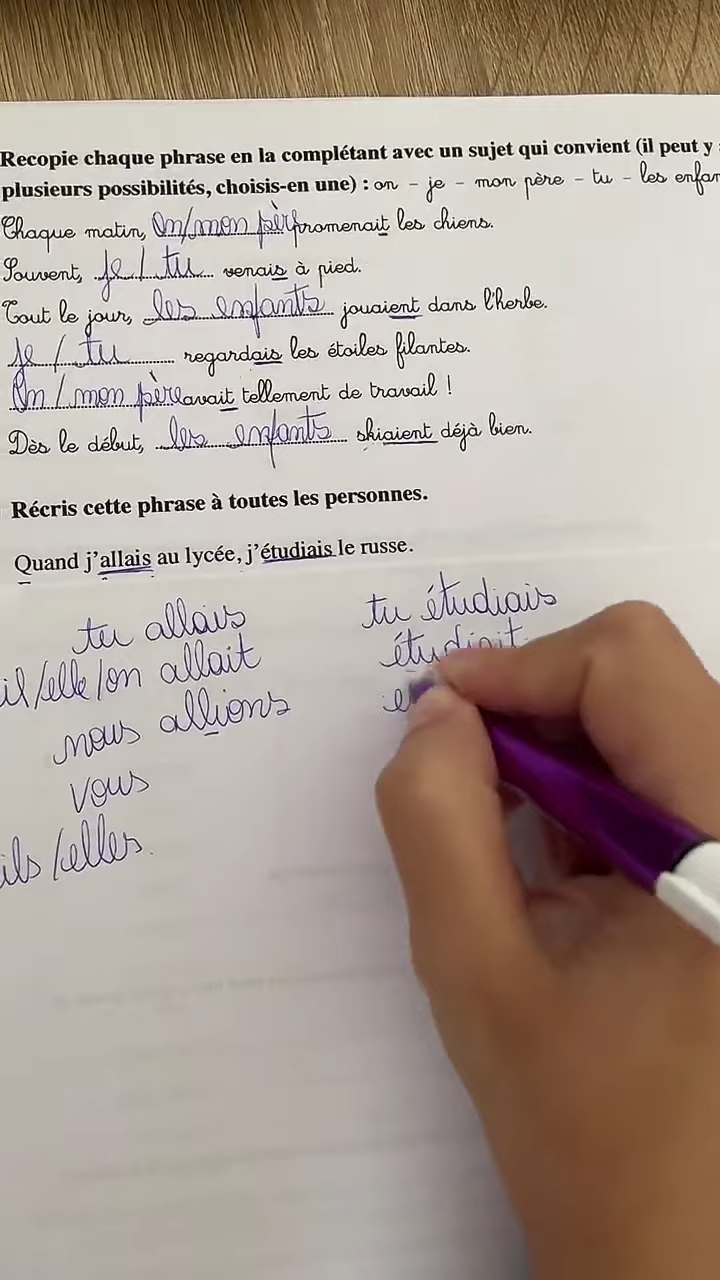 Recopie chaque phrase en la complétant avec un sujet qui convient (il peut y
plusieurs possibilités, choisis-en une) : on – je – mon père – tu – les enfan
Chaque matin, On/mon père promenait les chiens.
Souvent, je / tu venais à pied.
Tout le jour, les enfants jouaient dans l'herbe.
Je / tu regardais les étoiles filantes.
On / mon père avait tellement de travail !
Dès le début, les enfants skiaient déjà bien.
Récris cette phrase à toutes les personnes.
Quand j'allais au lycée, j'étudiais le russe.
tu allais tu étudiais
il/elle/on allait étudiait
nous allions
vous
ils/elles